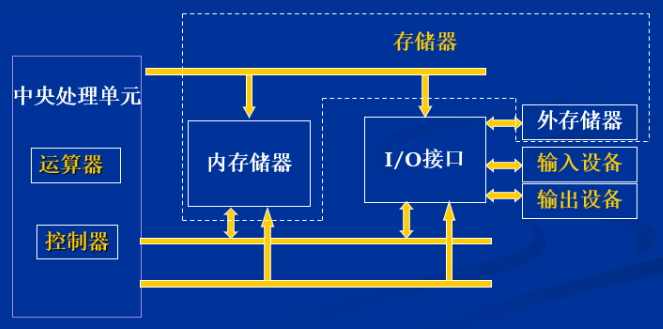 存储器
中央处理单元
外存储器
内存储器
I/O接口
运算器
输入设备
输出设备
控制器